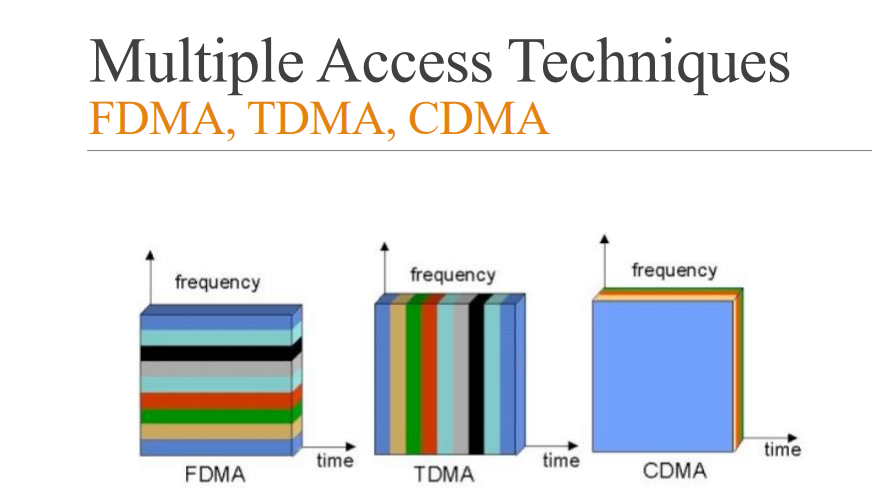 Multiple Access Techniques
FDMA, TDMA, CDMA
frequency
time
FDMA
frequency
time
TDMA
frequency
time
CDMA